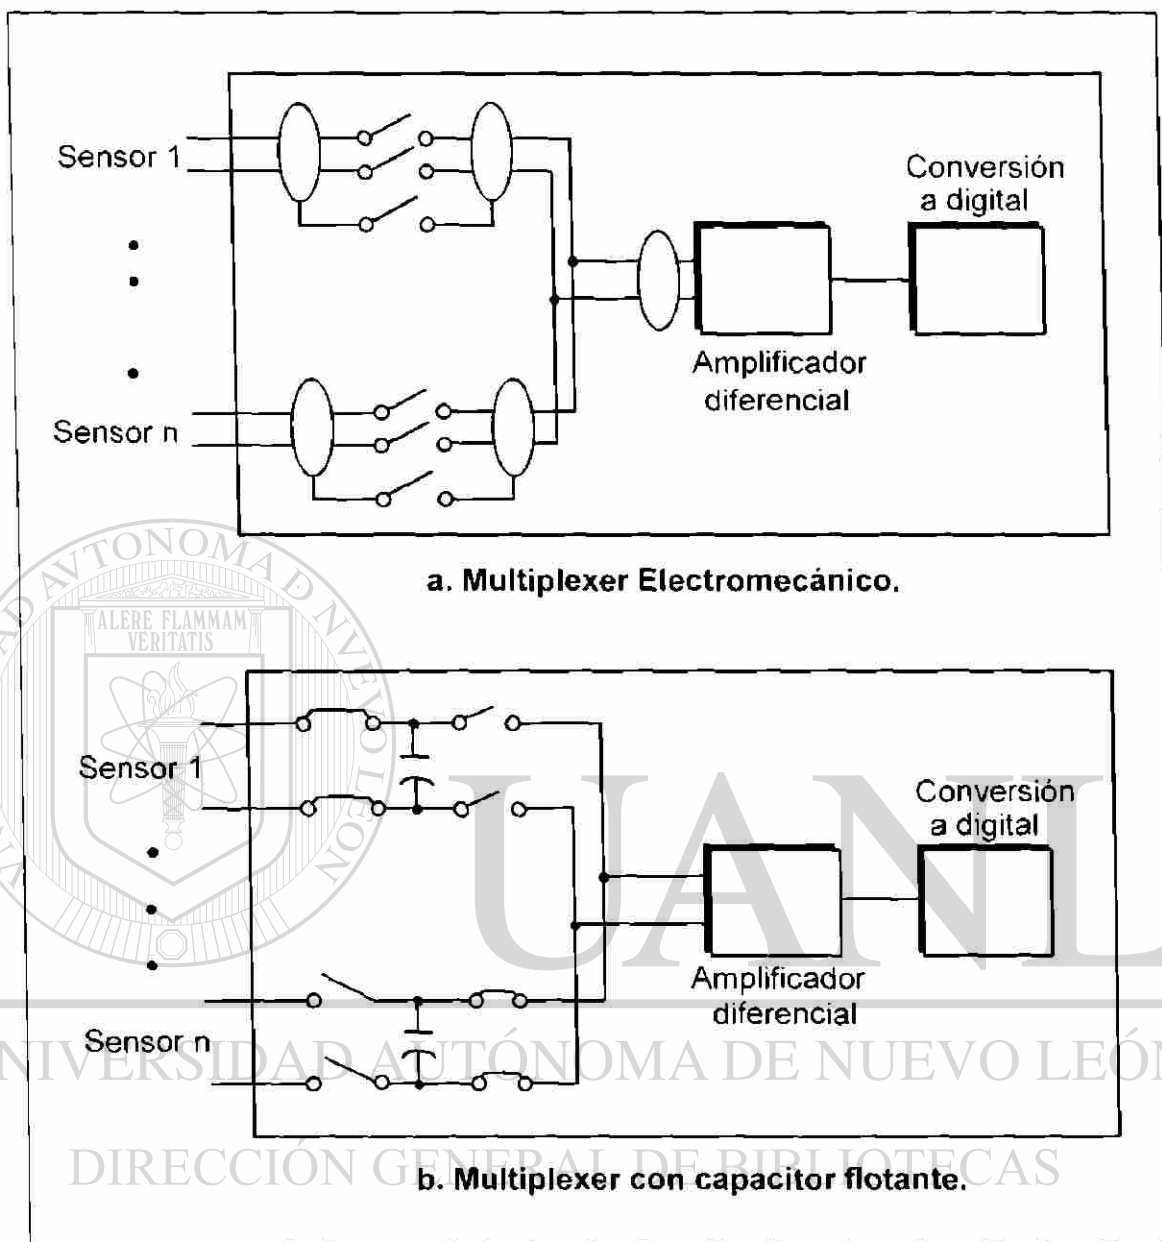 Sensor 1
Conversión
a digital
Amplificador
diferencial
Sensor n
a. Multiplexer Electromecánico.
ALERE FLAMMAM
VERITATIS
Sensor 1
Conversión
a digital
UANL
Amplificador
diferencial
Sensor n
UNIVERSIDAD AUTÓNOMA DE NUEVO LEÓN
DIRECCIÓN GENERAL DE BIBLIOTECAS
b. Multiplexer con capacitor flotante.